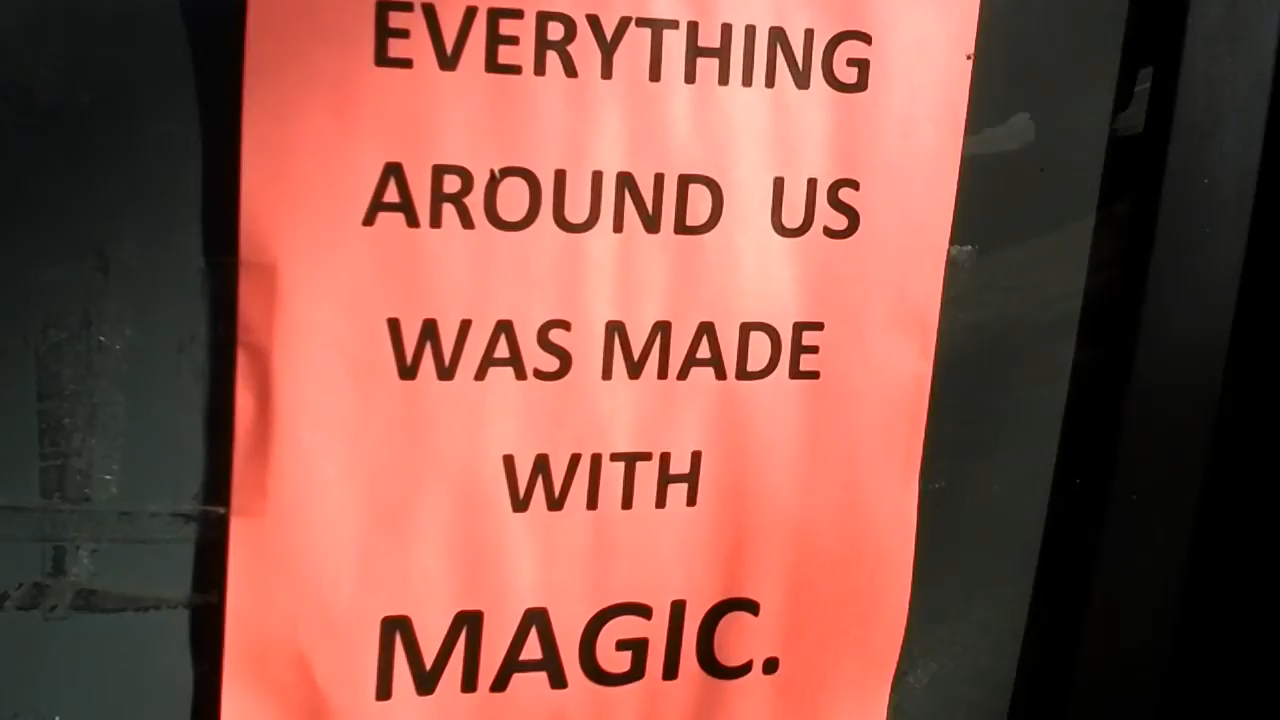 EVERYTHING
AROUND US
WAS MADE
WITH
MAGIC.